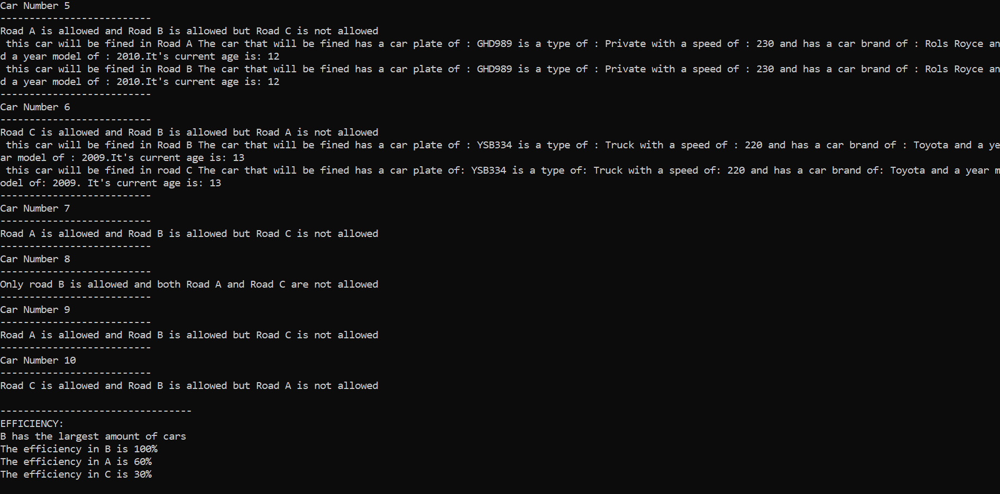 Car Number 5
--------------------------
Road A is allowed and Road B is allowed but Road C is not allowed
 this car will be fined in Road A The car that will be fined has a car plate of : GHD989 is a type of : Private with a speed of : 230 and has a car brand of : Rols Royce an
d a year model of : 2010.It's current age is: 12
 this car will be fined in Road B The car that will be fined has a car plate of : GHD989 is a type of : Private with a speed of : 230 and has a car brand of : Rols Royce an
d a year model of : 2010.It's current age is: 12
--------------------------
Car Number 6
--------------------------
Road C is allowed and Road B is allowed but Road A is not allowed
 this car will be fined in Road B The car that will be fined has a car plate of : YSB334 is a type of : Truck with a speed of : 220 and has a car brand of : Toyota and a ye
ar model of : 2009.It's current age is: 13
 this car will be fined in road C The car that will be fined has a car plate of: YSB334 is a type of: Truck with a speed of: 220 and has a car brand of: Toyota and a year m
odel of: 2009. It's current age is: 13
--------------------------
Car Number 7
--------------------------
Road A is allowed and Road B is allowed but Road C is not allowed
--------------------------
Car Number 8
--------------------------
Only road B is allowed and both Road A and Road C are not allowed
--------------------------
Car Number 9
--------------------------
Road A is allowed and Road B is allowed but Road C is not allowed
--------------------------
Car Number 10
--------------------------
Road C is allowed and Road B is allowed but Road A is not allowed

---------------------------------
EFFICIENCY:
B has the largest amount of cars
The efficiency in B is 100%
The efficiency in A is 60%
The efficiency in C is 30%